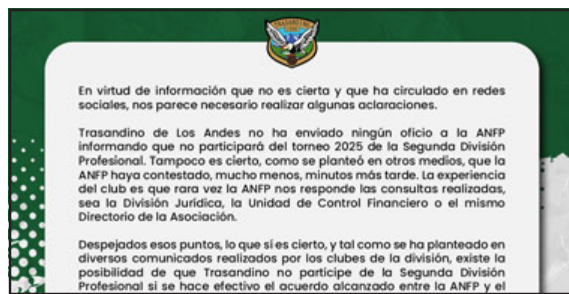 TRASANDINO
En virtud de información que no es cierta y que ha circulado en redes
sociales, nos parece necesario realizar algunas aclaraciones.
Trasandino de Los Andes no ha enviado ningún oficio a la ANFP
informando que no participará del torneo 2025 de la Segunda División
Profesional. Tampoco es cierto, como se planteó en otros medios, que la
ANFP haya contestado, mucho menos, minutos más tarde. La experiencia
del club es que rara vez la ANFP nos responde las consultas realizadas,
sea la División Jurídica, la Unidad de Control Financiero o el mismo
Directorio de la Asociación.
Despejados esos puntos, lo que sí es cierto, y tal como se ha planteado en
diversos comunicados realizados por los clubes de la división, existe la
posibilidad de que Trasandino no participe de la Segunda División
Profesional si se hace efectivo el acuerdo alcanzado entre la ANFP y el